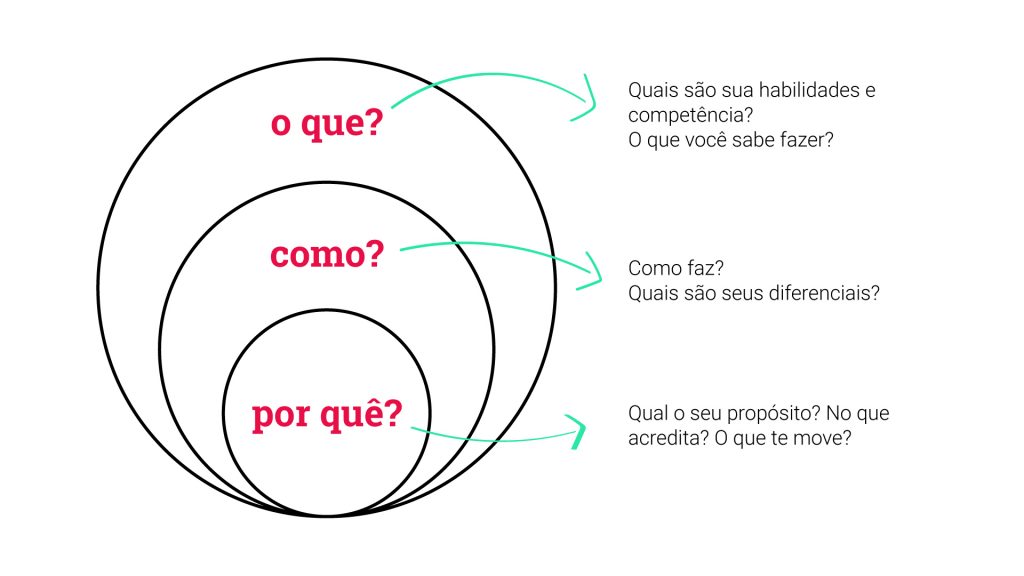 o que?
Quais são sua habilidades e
competência?
O que você sabe fazer?
como?
Como faz?
Quais são seus diferenciais?
por quê?
Qual o seu propósito? No que
acredita? O que te move?